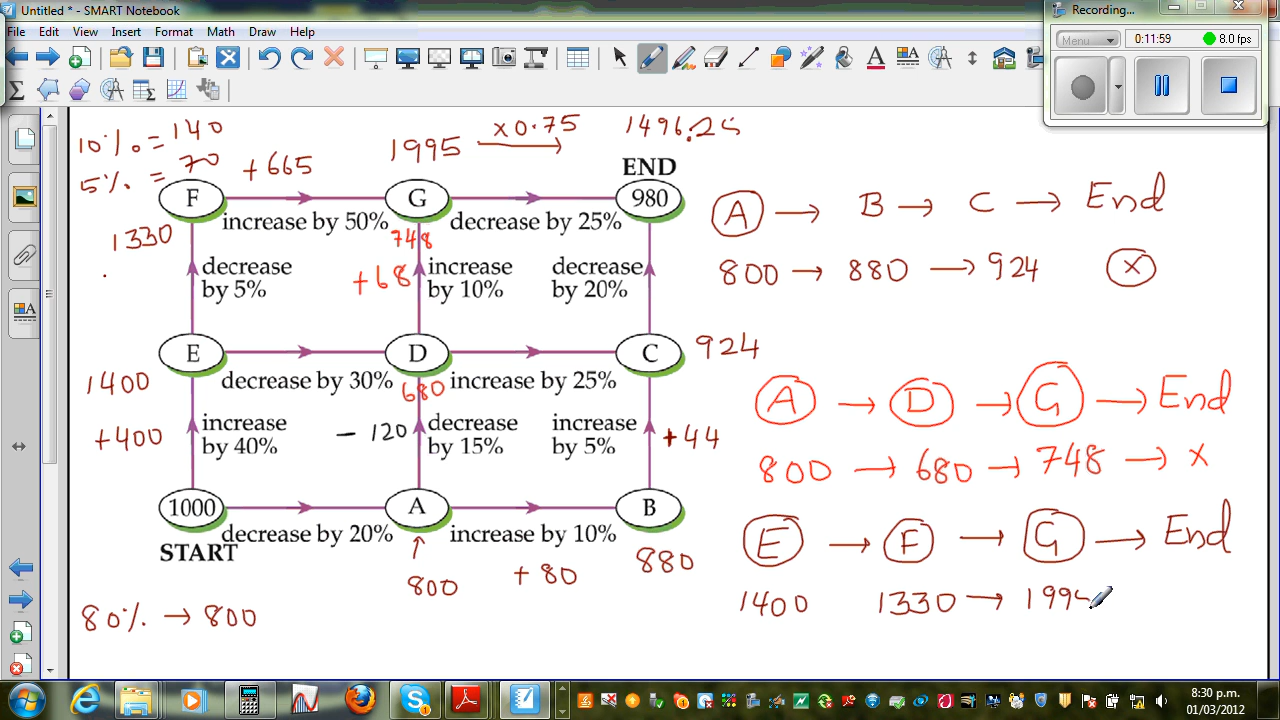 Untitled * - SMART Notebook
Recording...
File Edit View Insert Format Math Draw Help
Menu
0:11:59
8.0 fps
10% = 140
5% = 70
+665
1995
x0.75
1496.25
END
F
G
980
increase by 50%
decrease by 25%
1330
748
decrease by 5%
+68
increase by 10%
decrease by 20%
E
D
C
924
decrease by 30%
increase by 25%
1400
680
+400
increase by 40%
- 120
decrease by 15%
increase by 5%
+44
1000
A
B
START
decrease by 20%
increase by 10%
800
+ 80
880
80% → 800
A → B → C → End
800 → 880 → 924 x
A → D → G → End
800 → 680 → 748 → x
E → F → G → End
1400 1330 → 1995
8:30 p.m.
01/03/2012